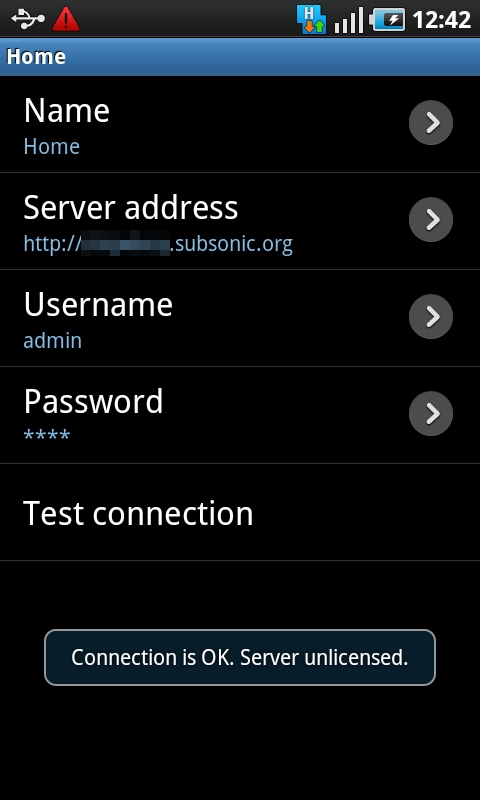 H
12:42
Home
Name
Home
Server address
http:// .subsonic.org
Username
admin
Password
****
Test connection
Connection is OK. Server unlicensed.